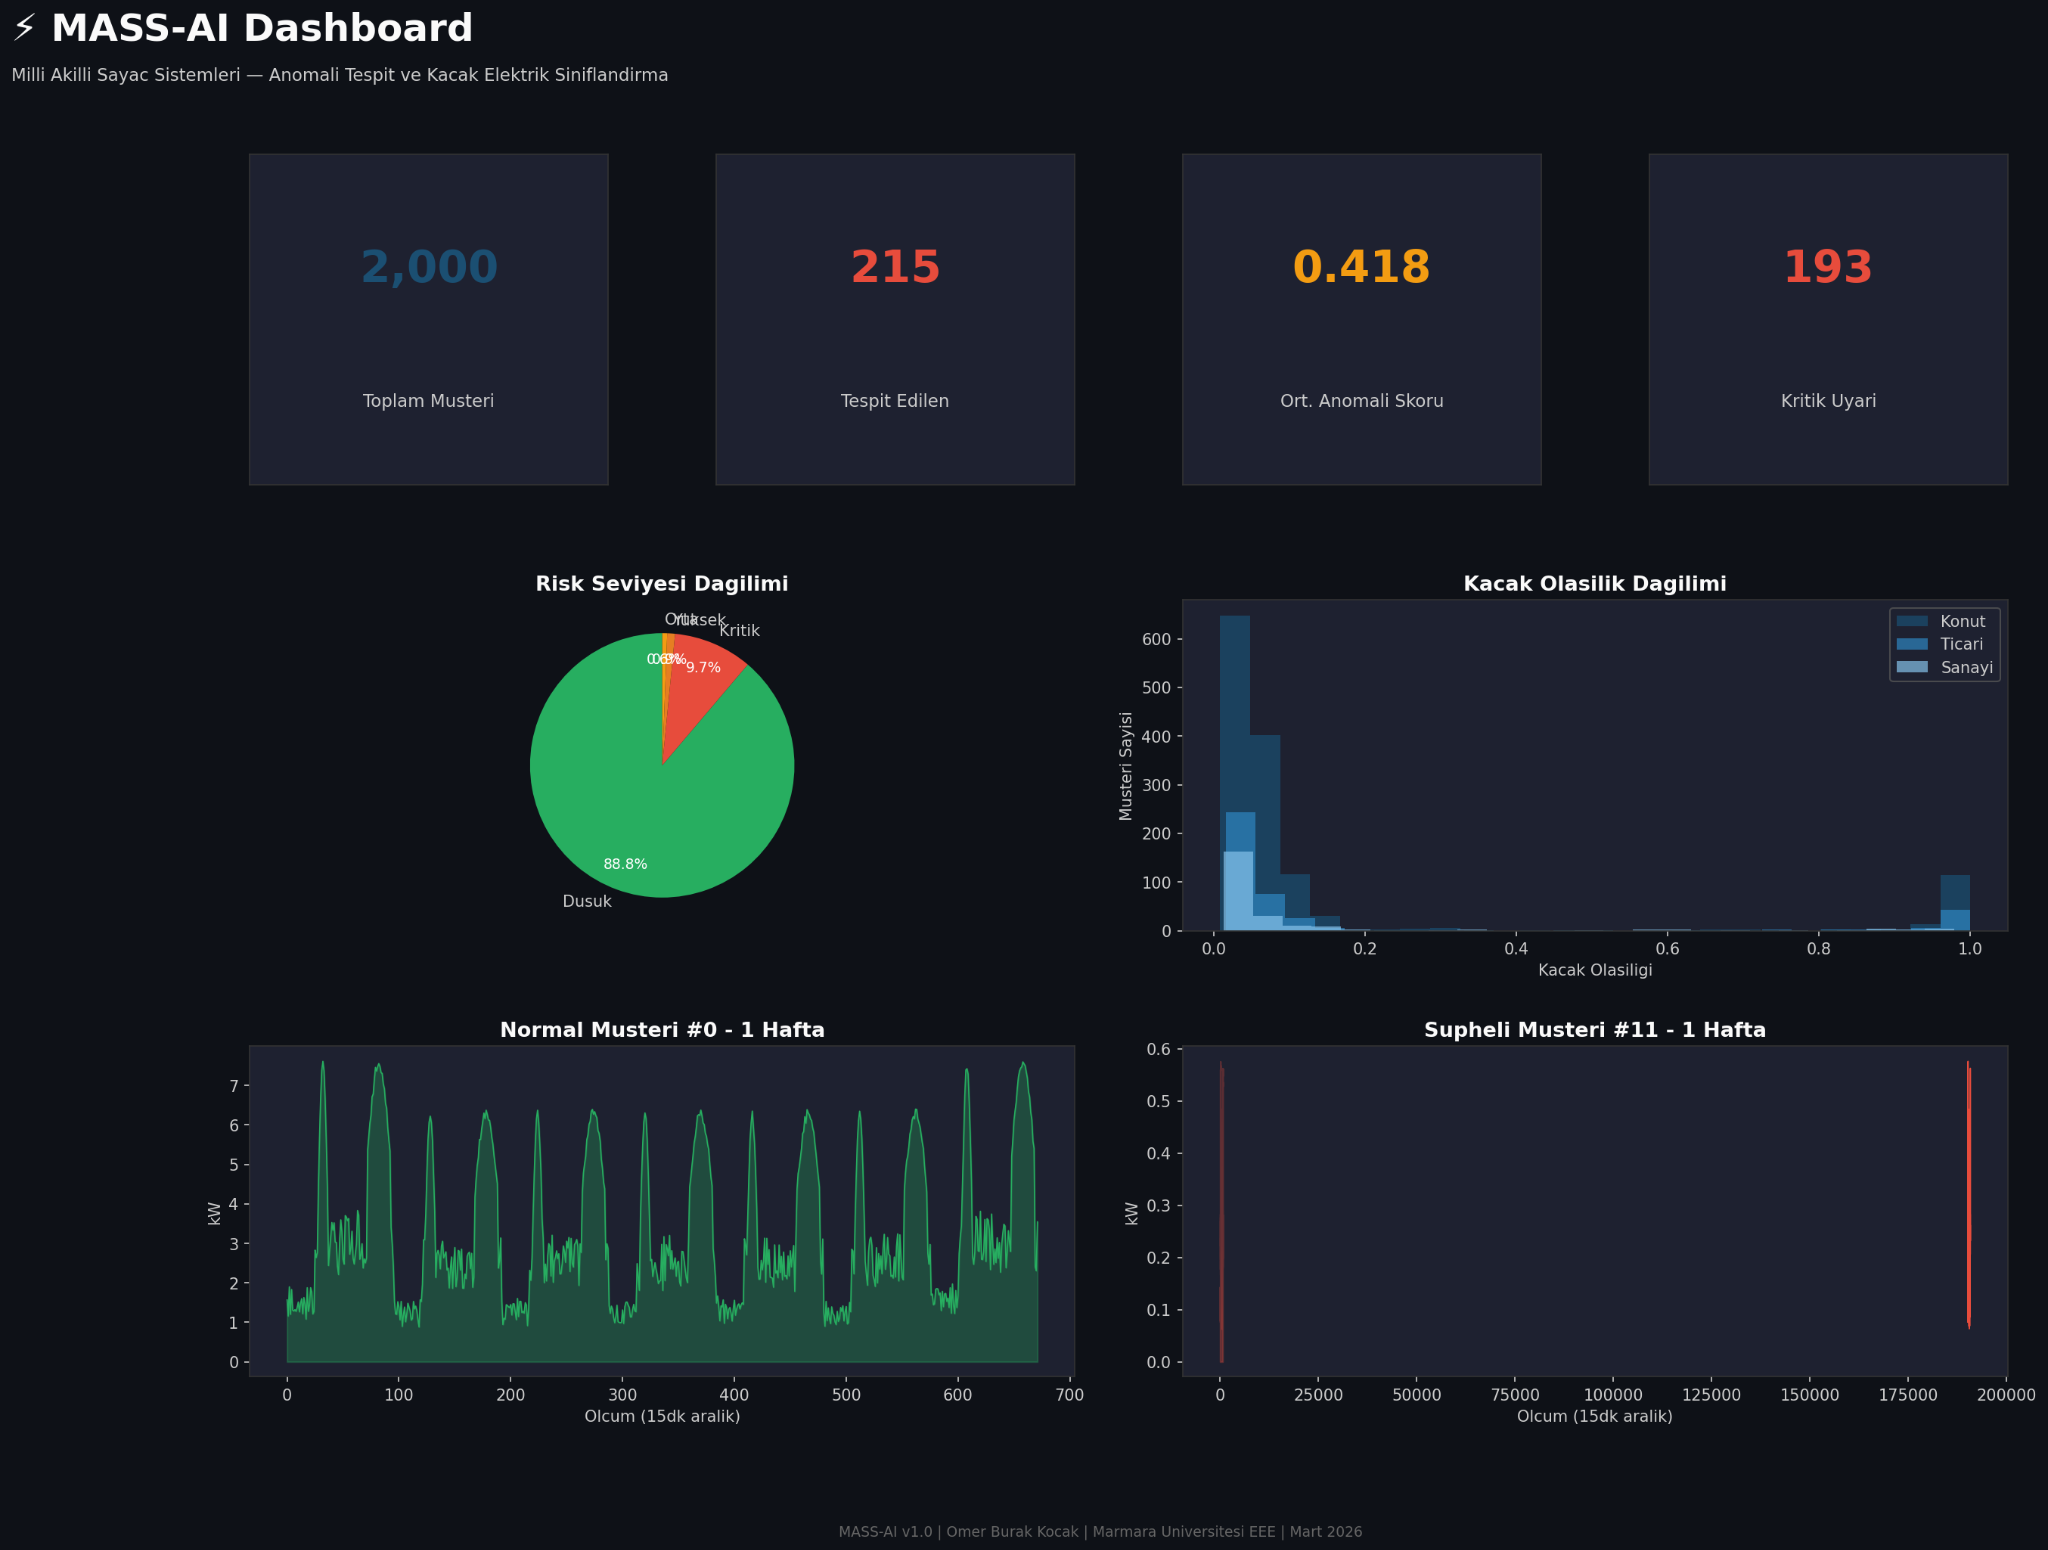 ⚡ MASS-AI Dashboard
Milli Akilli Sayac Sistemleri — Anomali Tespit ve Kacak Elektrik Siniflandirma
2,000
Toplam Musteri
215
Tespit Edilen
0.418
Ort. Anomali Skoru
193
Kritik Uyari
Risk Seviyesi Dagilimi
Orta
Yuksek
Kritik
0.6%
0.9%
9.7%
88.8%
Dusuk
Kacak Olasilik Dagilimi
Konut
Ticari
Sanayi
Musteri Sayisi
600
500
400
300
200
100
0
0.0 0.2 0.4 0.6 0.8 1.0
Kacak Olasiligi
Normal Musteri #0 - 1 Hafta
kW
7
6
5
4
3
2
1
0
0 100 200 300 400 500 600 700
Olcum (15dk aralik)
Supheli Musteri #11 - 1 Hafta
kW
0.6
0.5
0.4
0.3
0.2
0.1
0.0
0 25000 50000 75000 100000 125000 150000 175000 200000
Olcum (15dk aralik)
MASS-AI v1.0 | Omer Burak Kocak | Marmara Universitesi EEE | Mart 2026